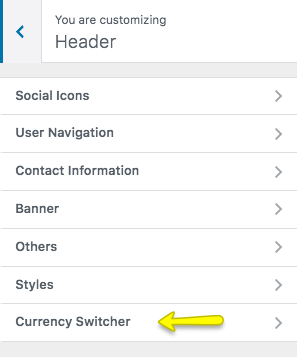 You are customizing
Header
Social Icons
User Navigation
Contact Information
Banner
Others
Styles
Currency Switcher